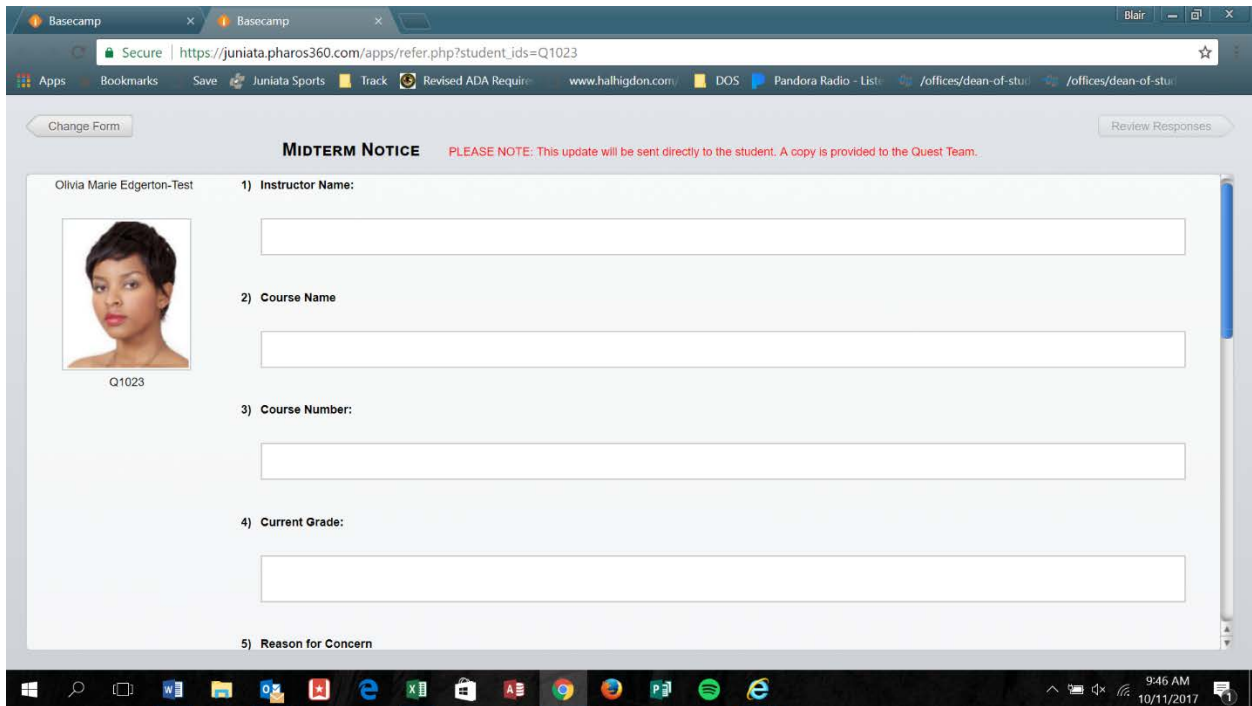 Basecamp
Basecamp
Blair
Secure https://juniata.pharos360.com/apps/refer.php?student_ids=Q1023
Apps Bookmarks Save Juniata Sports Track Revised ADA Require www.halhigdon.com/ DOS Pandora Radio - Liste /offices/dean-of-stud /offices/dean-of-stud
Change Form
Review Responses
MIDTERM NOTICE PLEASE NOTE: This update will be sent directly to the student. A copy is provided to the Quest Team.
Olivia Marie Edgerton-Test
Q1023
1) Instructor Name:
2) Course Name
3) Course Number:
4) Current Grade:
5) Reason for Concern
9:46 AM
10/11/2017